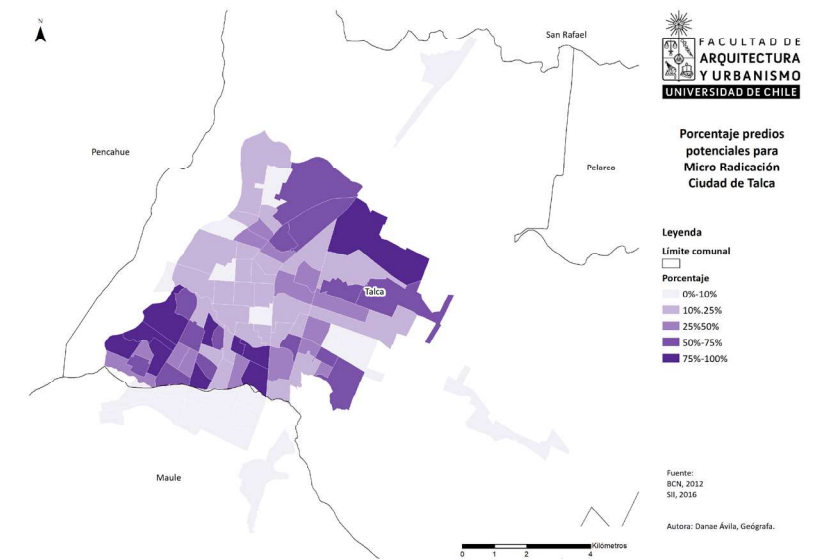 N
San Rafael
Pencahue
Pelarco
Talca
Maule
FACULTAD DE
ARQUITECTURA
Y URBANISMO
UNIVERSIDAD DE CHILE
Porcentaje predios
potenciales para
Micro Radicación
Ciudad de Talca
Leyenda
Límite comunal
Porcentaje
0%-10%
10%.25%
25%50%
50%-75%
75%-100%
Fuente:
BCN, 2012
SII, 2016
Autora: Danae Ávila, Geógrafa.
Kilómetros
0 1 2 4